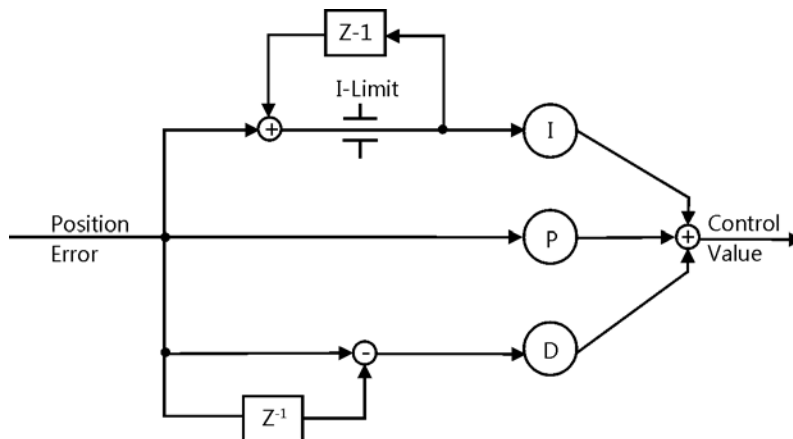 Z-1
I-Limit
+
I
Position
Error
P
+
Control
Value
-
D
Z⁻¹